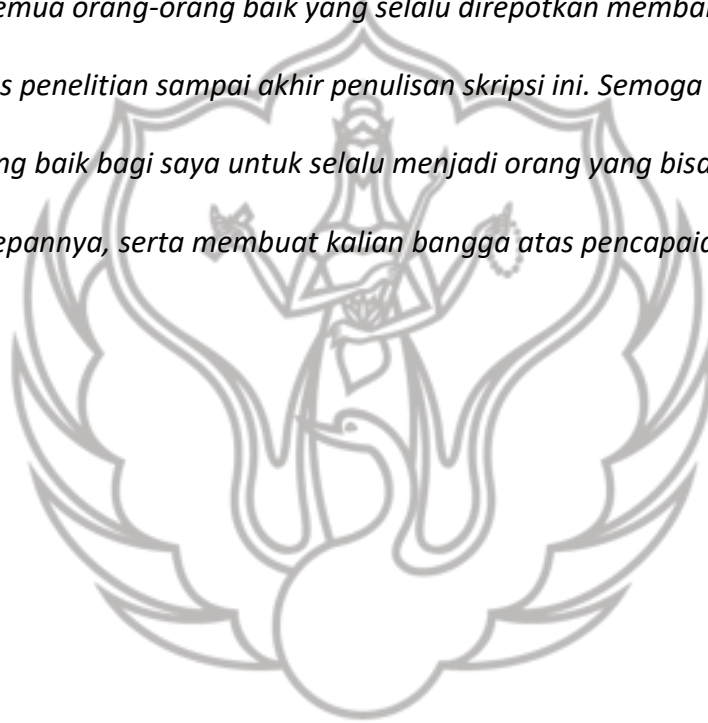 emua orang-orang baik yang selalu direpotkan memba
s penelitian sampai akhir penulisan skripsi ini. Semoga
ng baik bagi saya untuk selalu menjadi orang yang bisa
epannya, serta membuat kalian bangga atas pencapaia